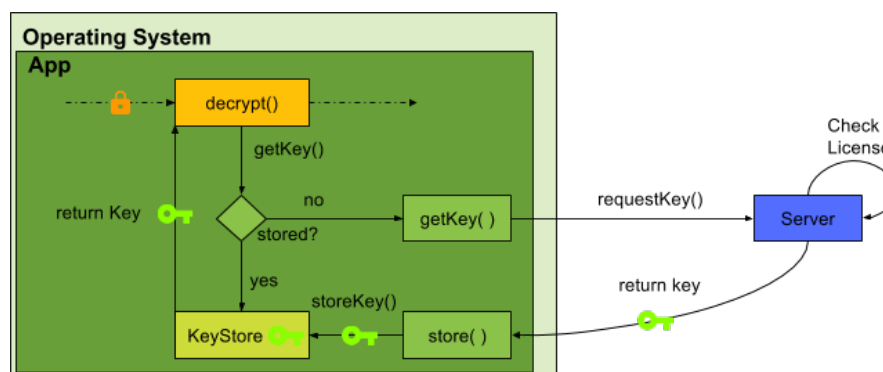 Operating System
App
decrypt()
Check
License
getKey()
return Key
no
requestKey()
getKey( )
Server
stored?
yes
return key
storeKey()
KeyStore
store( )